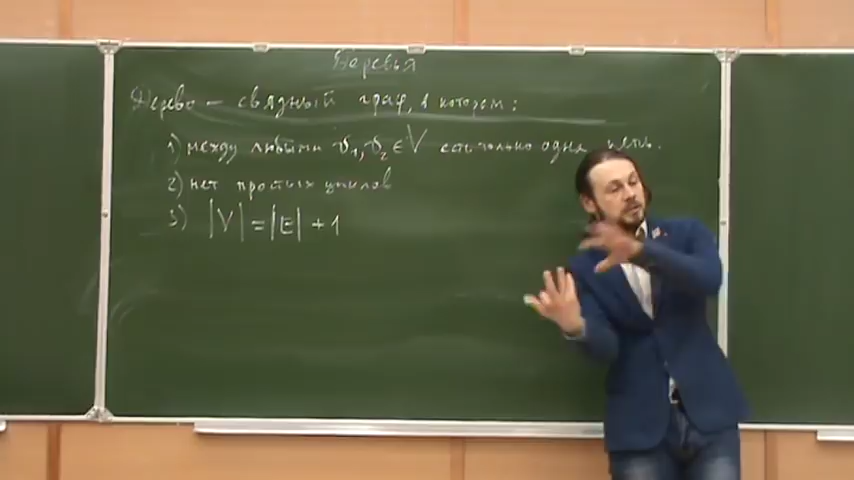 Деревья
Дерево — связный граф, в котором:
1) между любыми v₁, v₂ ∈ V есть только одна цепь.
2) нет простых циклов
3) |V| = |E| + 1